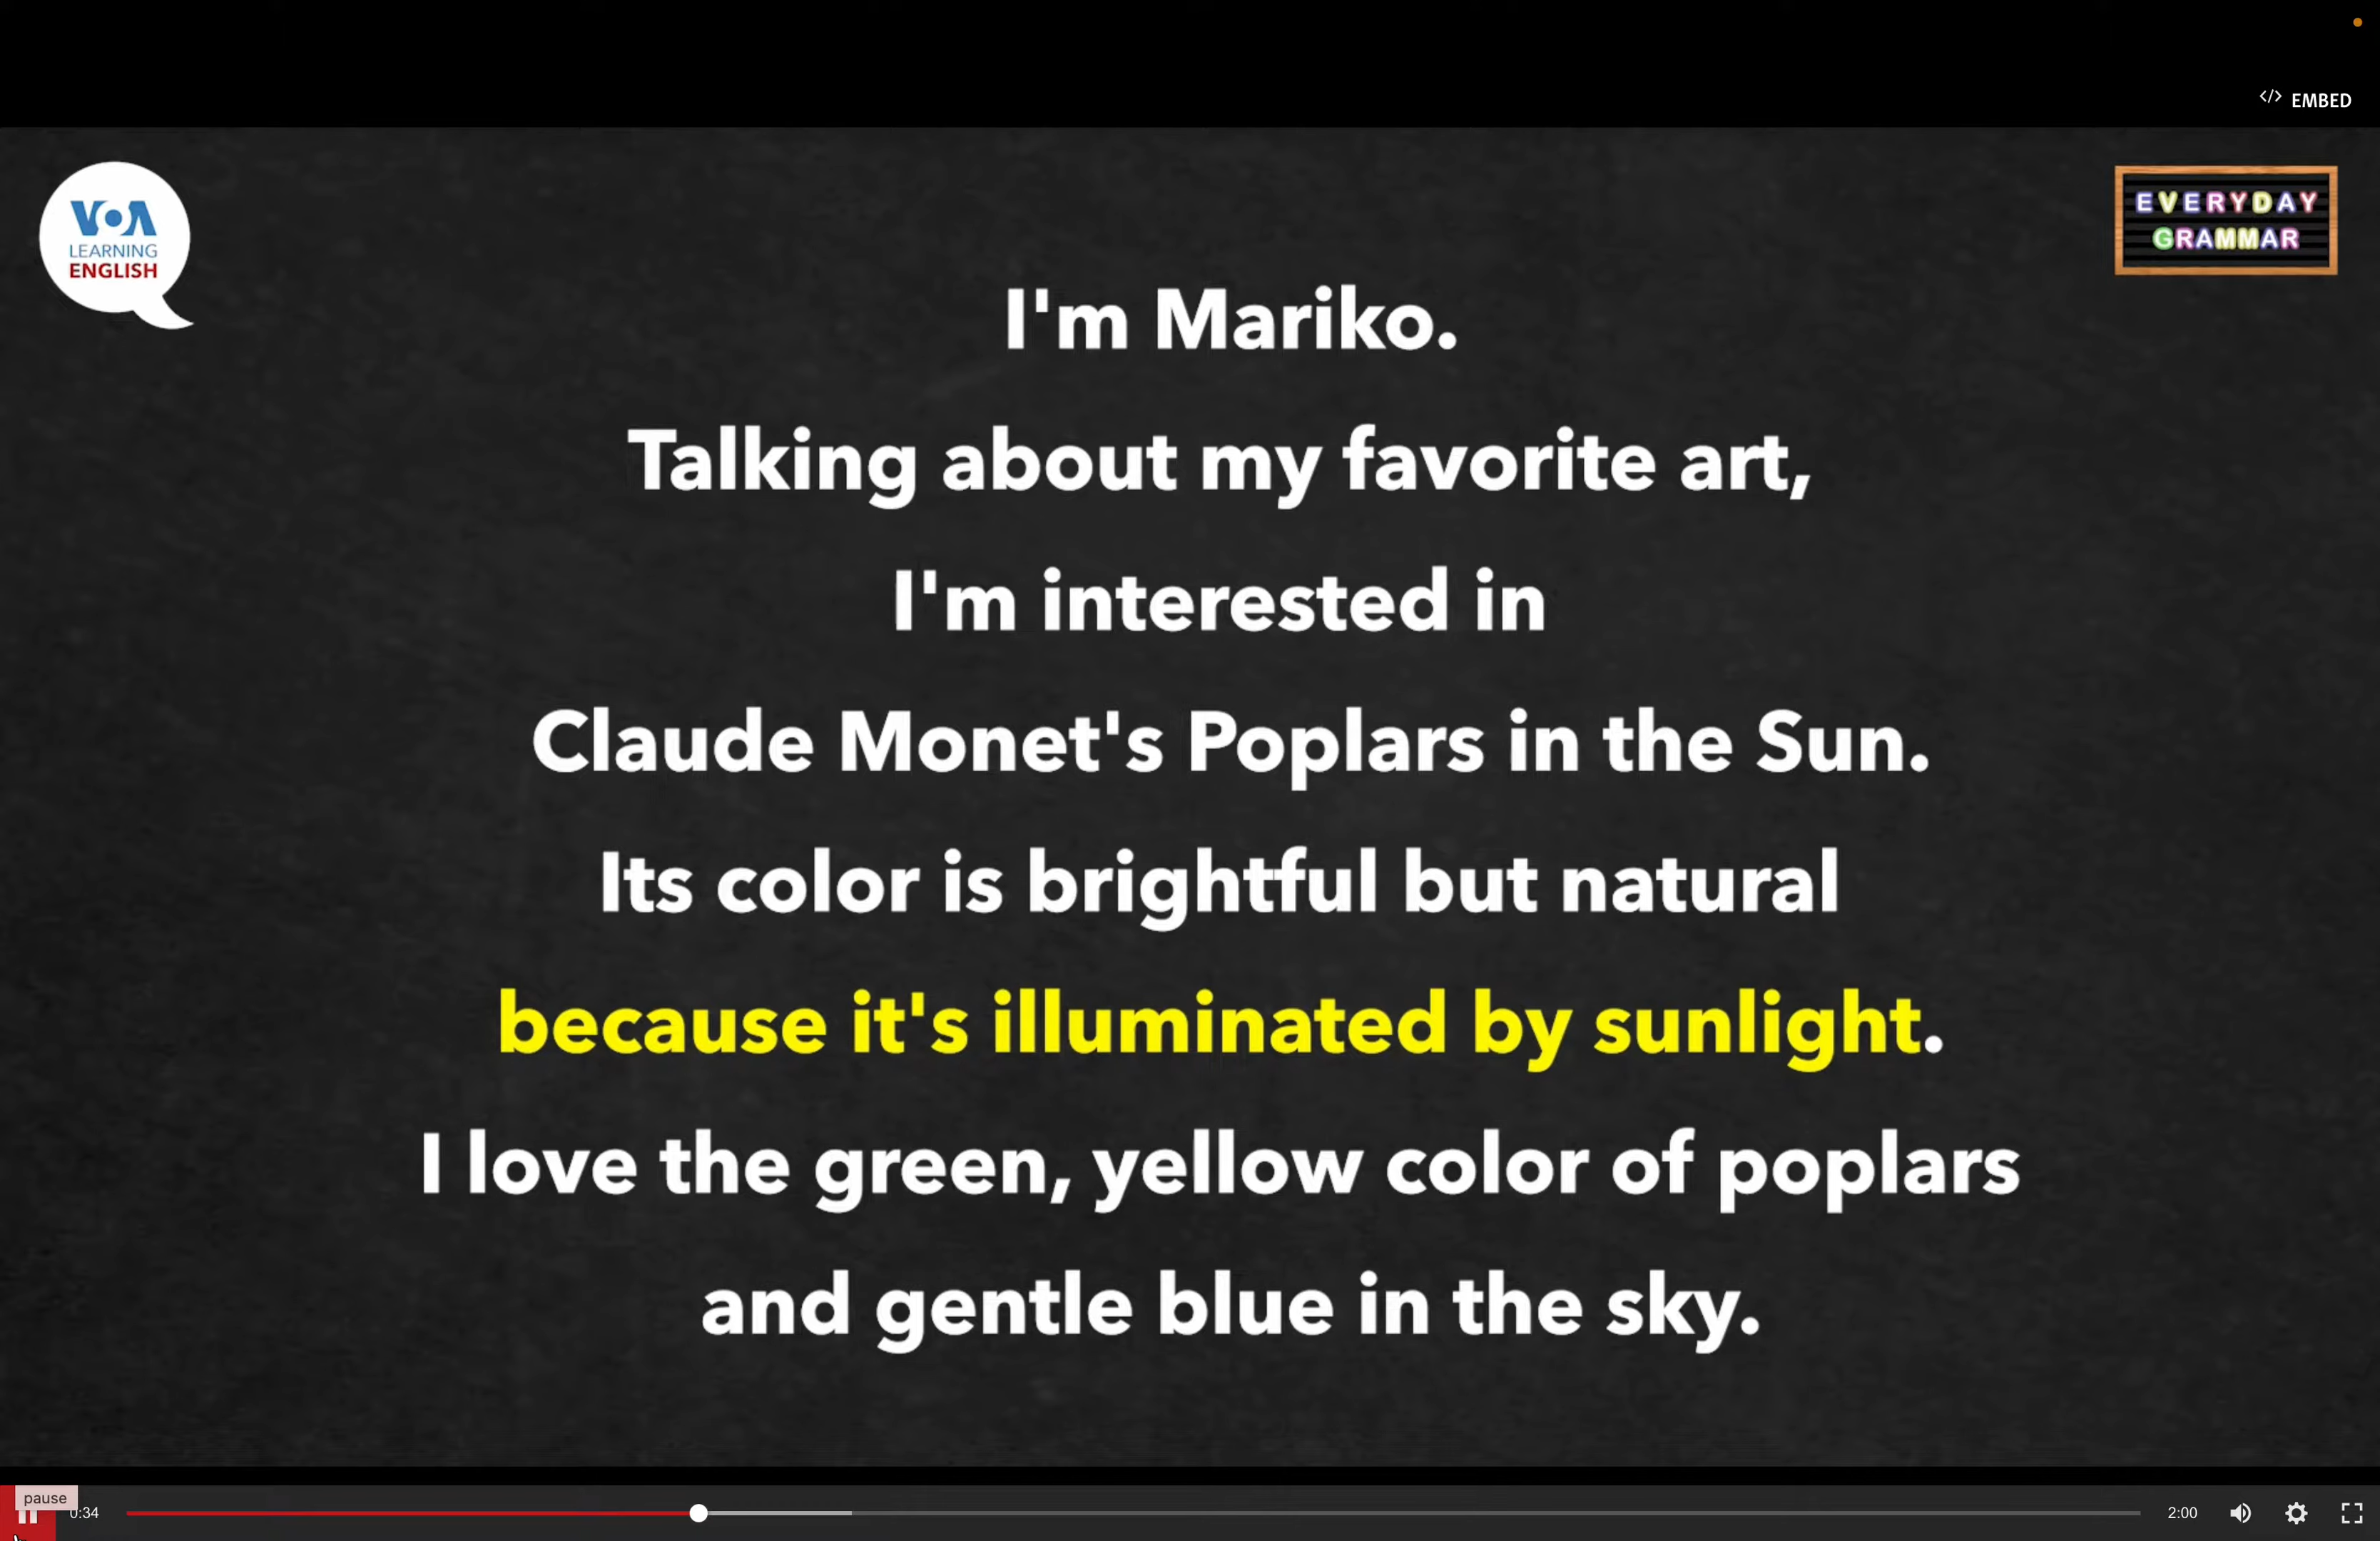 </> EMBED
VOA
LEARNING
ENGLISH
EVERYDAY
GRAMMAR
I'm Mariko.
Talking about my favorite art,
I'm interested in
Claude Monet's Poplars in the Sun.
Its color is brightful but natural
because it's illuminated by sunlight.
I love the green, yellow color of poplars
and gentle blue in the sky.
pause
0:34
2:00